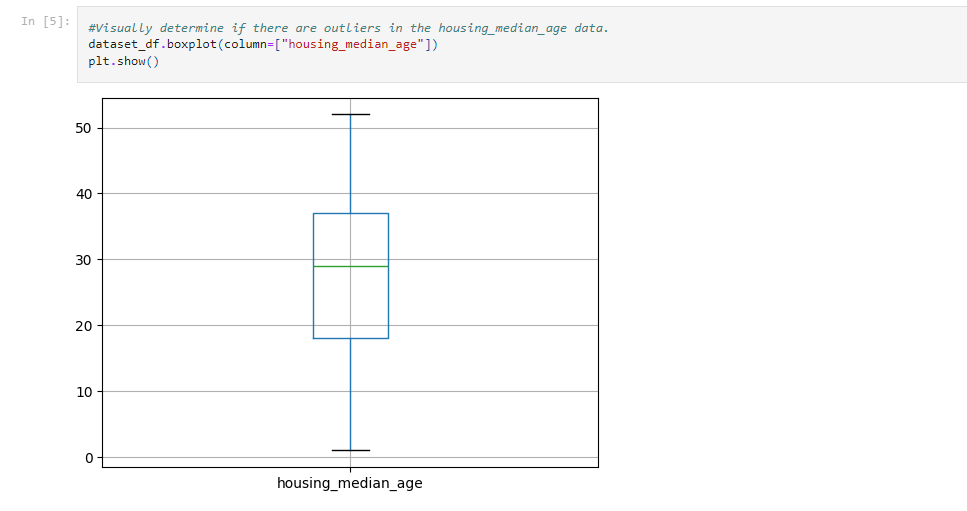 In [5]:
#Visually determine if there are outliers in the housing_median_age data.
dataset_df.boxplot(column=["housing_median_age"])
plt.show()
50
40
30
20
10
0
housing_median_age